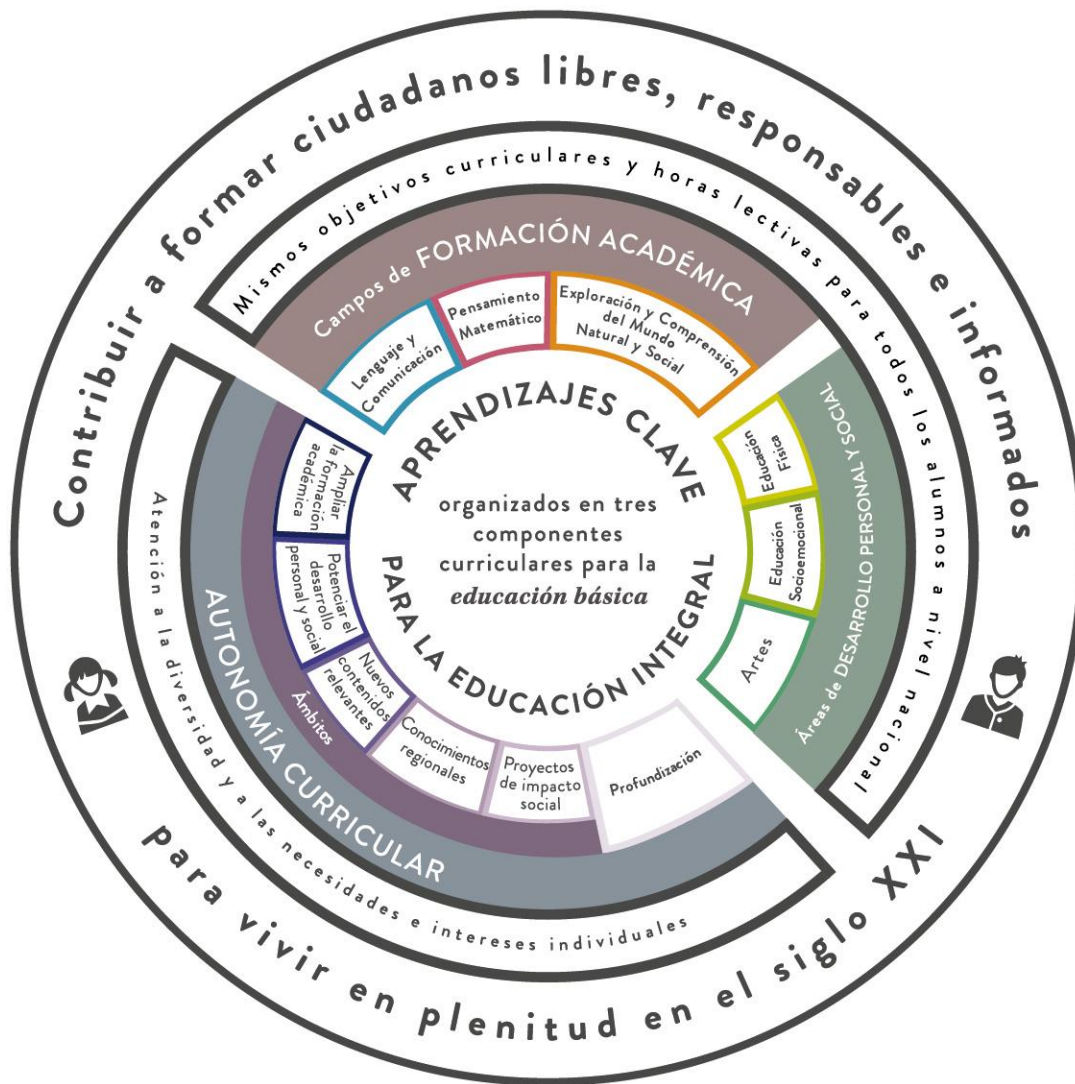 Contribuir a formar ciudadanos libres, responsables e informados
para vivir en plenitud en el siglo XXI
Mismos objetivos curriculares y horas lectivas para todos los alumnos a nivel nacional
Campos de FORMACIÓN ACADÉMICA
Lenguaje y
Comunicación
Pensamiento
Matemático
Exploración y Comprensión
del Mundo
Natural y Social
Áreas de DESARROLLO PERSONAL Y SOCIAL
Educación
Física
Educación
Socioemocional
Artes
Atención a la diversidad y a las necesidades e intereses individuales
AUTONOMÍA CURRICULAR
Ámbitos
Ampliar
la formación
académica
Potenciar el
desarrollo
personal y social
Nuevos
contenidos
relevantes
Conocimientos
regionales
Proyectos
de impacto
social
Profundización
APRENDIZAJES CLAVE
organizados en tres
componentes
curriculares para la
educación básica
PARA LA EDUCACIÓN INTEGRAL